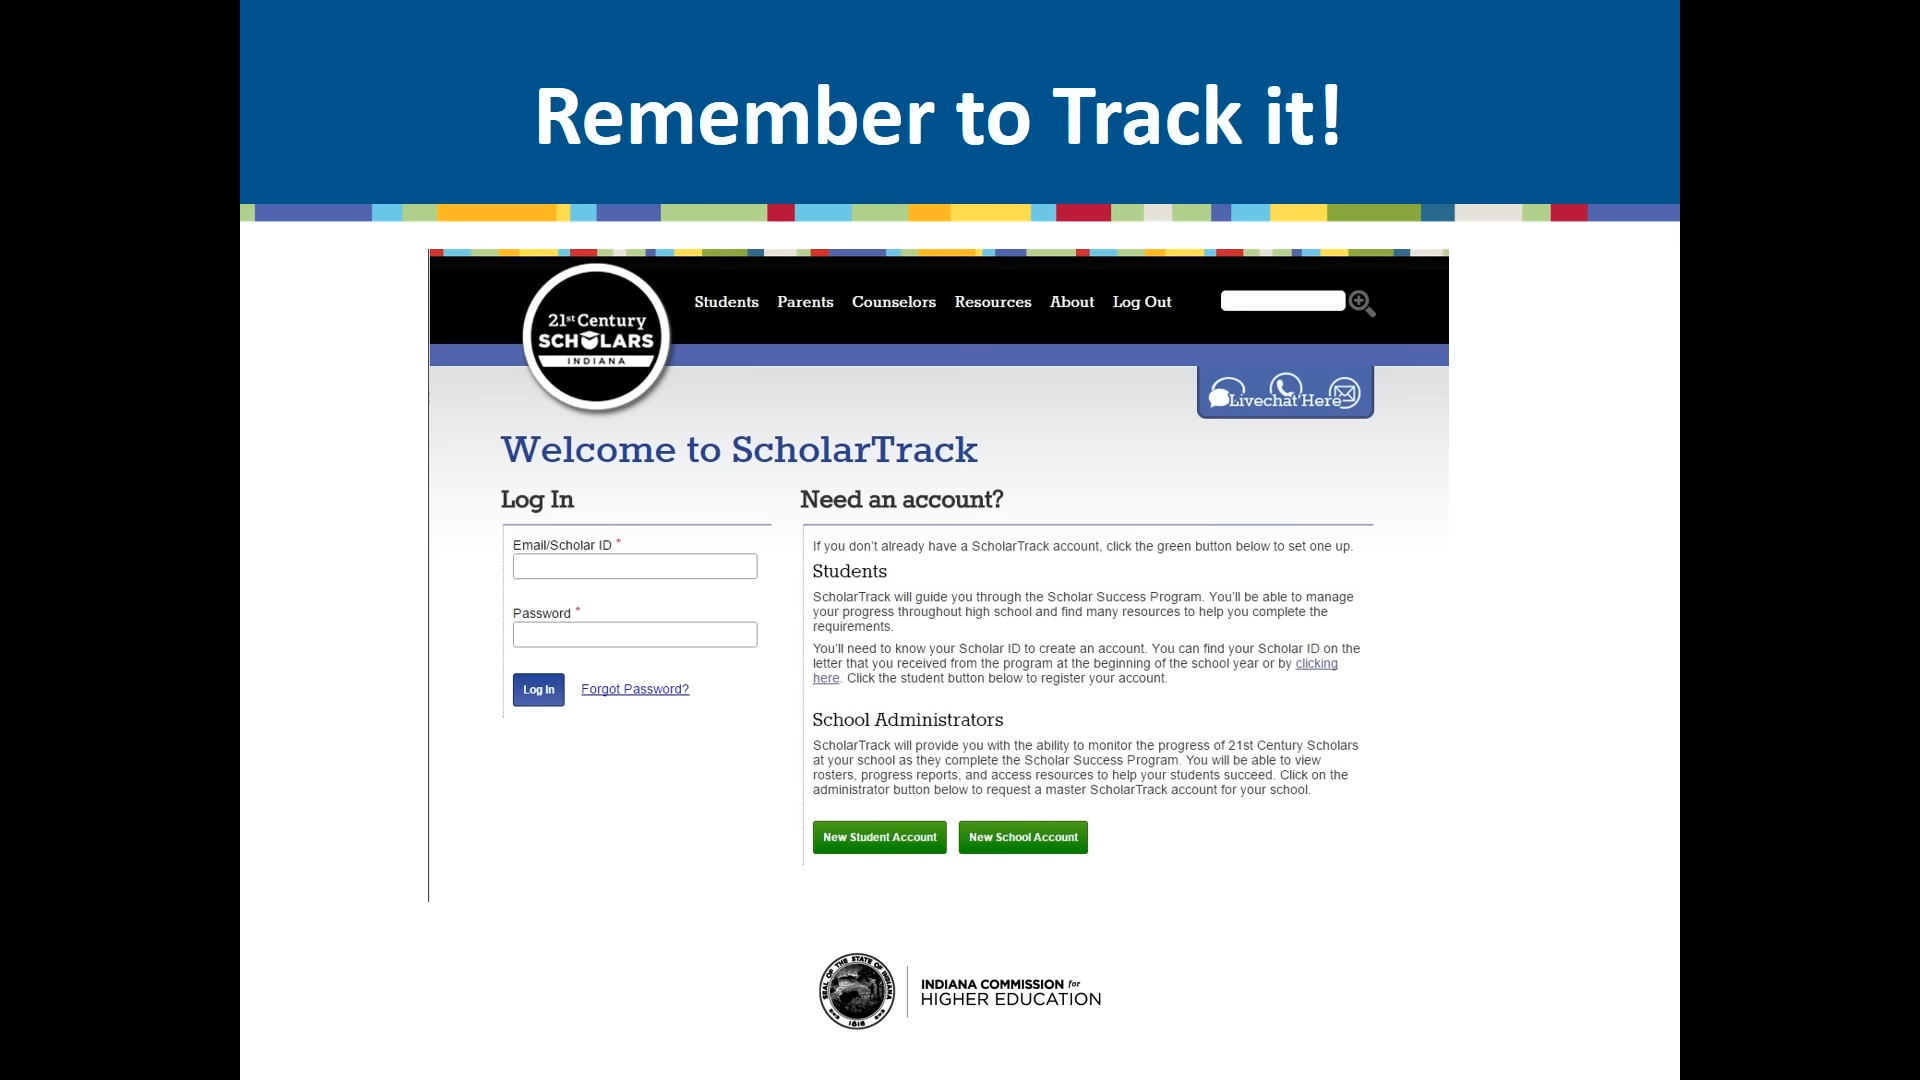 Remember to Track it!
21st Century
SCHOLARS
INDIANA
Students Parents Counselors Resources About Log Out
Livechat Here
Welcome to ScholarTrack
Log In
Email/Scholar ID *
Password *
Log In Forgot Password?
Need an account?
If you don't already have a ScholarTrack account, click the green button below to set one up.
Students
ScholarTrack will guide you through the Scholar Success Program. You'll be able to manage
your progress throughout high school and find many resources to help you complete the
requirements.
You'll need to know your Scholar ID to create an account. You can find your Scholar ID on the
letter that you received from the program at the beginning of the school year or by clicking
here. Click the student button below to register your account.
School Administrators
ScholarTrack will provide you with the ability to monitor the progress of 21st Century Scholars
at your school as they complete the Scholar Success Program. You will be able to view
rosters, progress reports, and access resources to help your students succeed. Click on the
administrator button below to request a master ScholarTrack account for your school.
New Student Account New School Account
SEAL OF THE STATE OF INDIANA
1816
INDIANA COMMISSION for
HIGHER EDUCATION